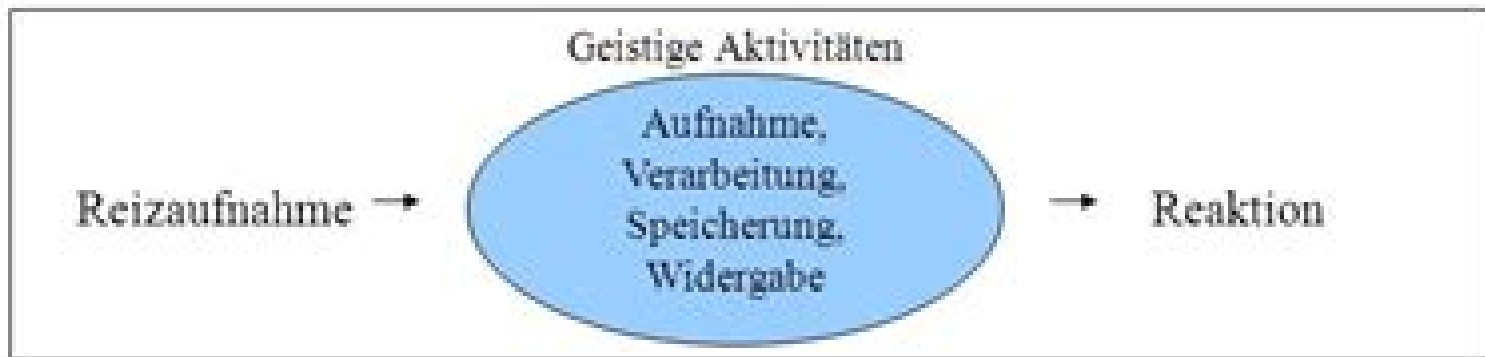 Geistige Aktivitäten
Aufnahme,
Verarbeitung,
Speicherung,
Widergabe
Reizaufnahme
Reaktion